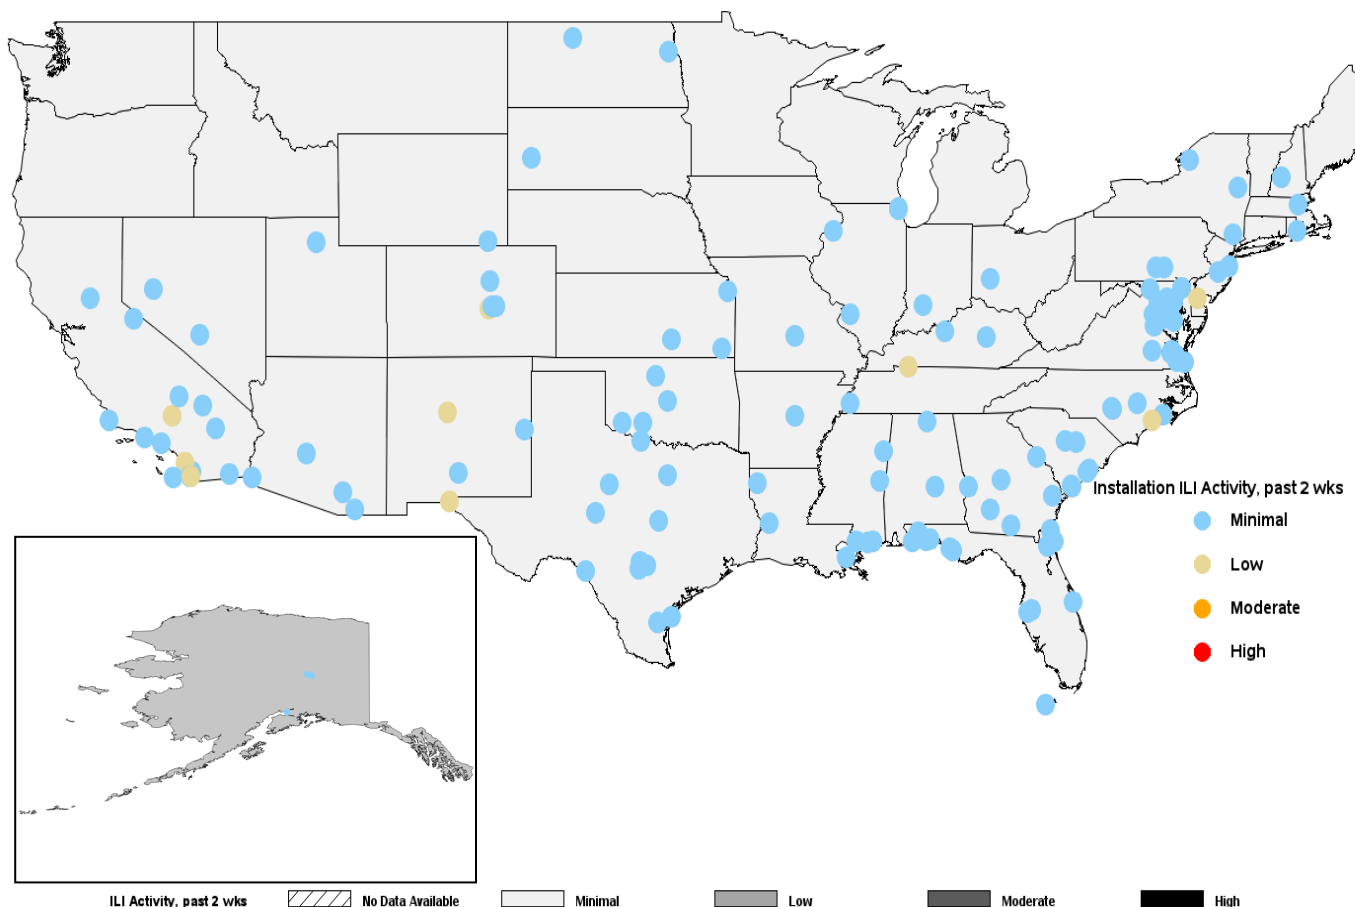 Installation ILI Activity, past 2 wks
Minimal
Low
Moderate
High
ILI Activity, past 2 wks No Data Available Minimal Low Moderate High